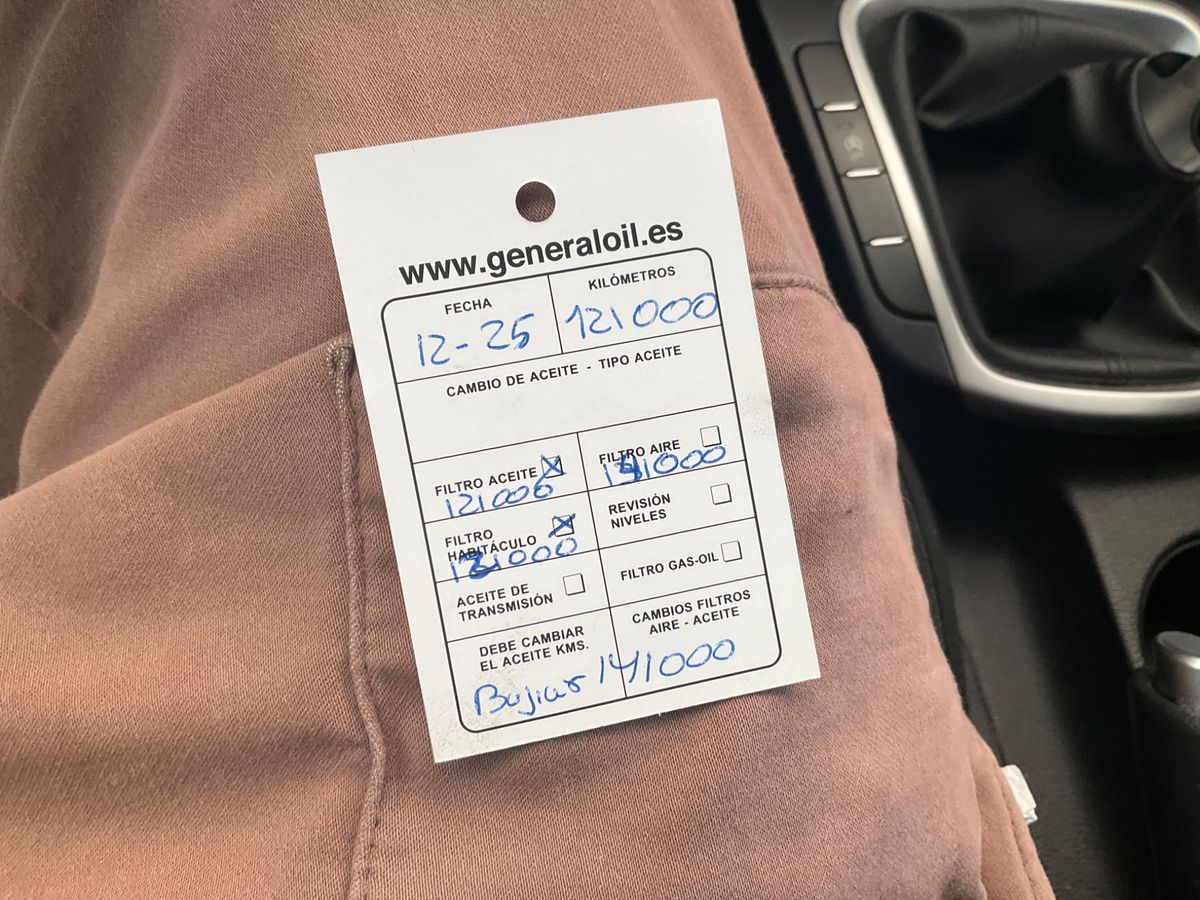 www.generaloil.es
FECHA
12-25
KILÓMETROS
121000
CAMBIO DE ACEITE - TIPO ACEITE
FILTRO ACEITE
121000
FILTRO AIRE
141000
FILTRO
HABITÁCULO
121000
REVISIÓN
NIVELES
ACEITE DE
TRANSMISIÓN
FILTRO GAS-OIL
DEBE CAMBIAR
EL ACEITE KMS.
CAMBIOS FILTROS
AIRE - ACEITE
Bujias 141000